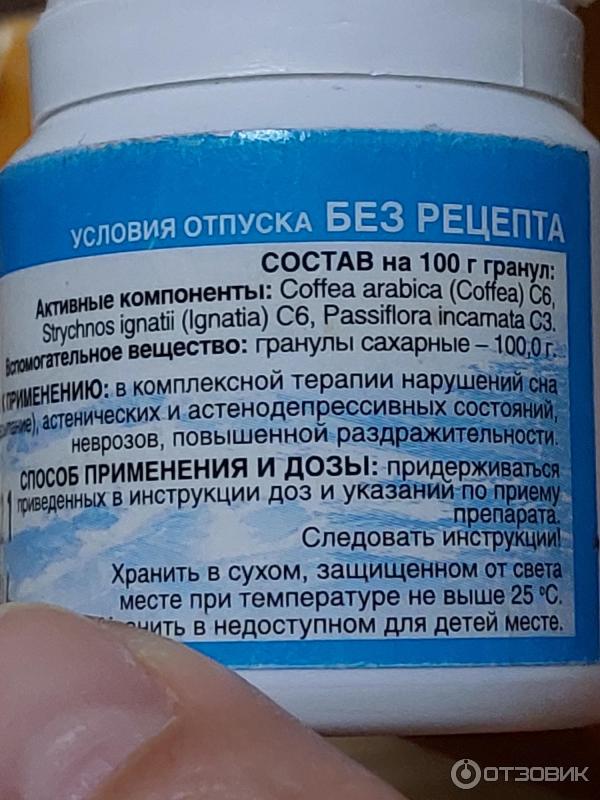 УСЛОВИЯ ОТПУСКА БЕЗ РЕЦЕПТА
СОСТАВ на 100 г гранул:
Активные компоненты: Coffea arabica (Coffea) C6,
Strychnos ignatii (Ignatia) C6, Passiflora incarnata C3.
Вспомогательное вещество: гранулы сахарные – 100,0 г.
ПРИМЕНЕНИЮ: в комплексной терапии нарушений сна
астенических и астенодепрессивных состояний,
неврозов, повышенной раздражительности.
СПОСОБ ПРИМЕНЕНИЯ И ДОЗЫ: придерживаться
приведенных в инструкции доз и указаний по приему
препарата.
Следовать инструкции!
Хранить в сухом, защищенном от света
месте при температуре не выше 25 °C.
в недоступном для детей месте.
ОТЗОВИК